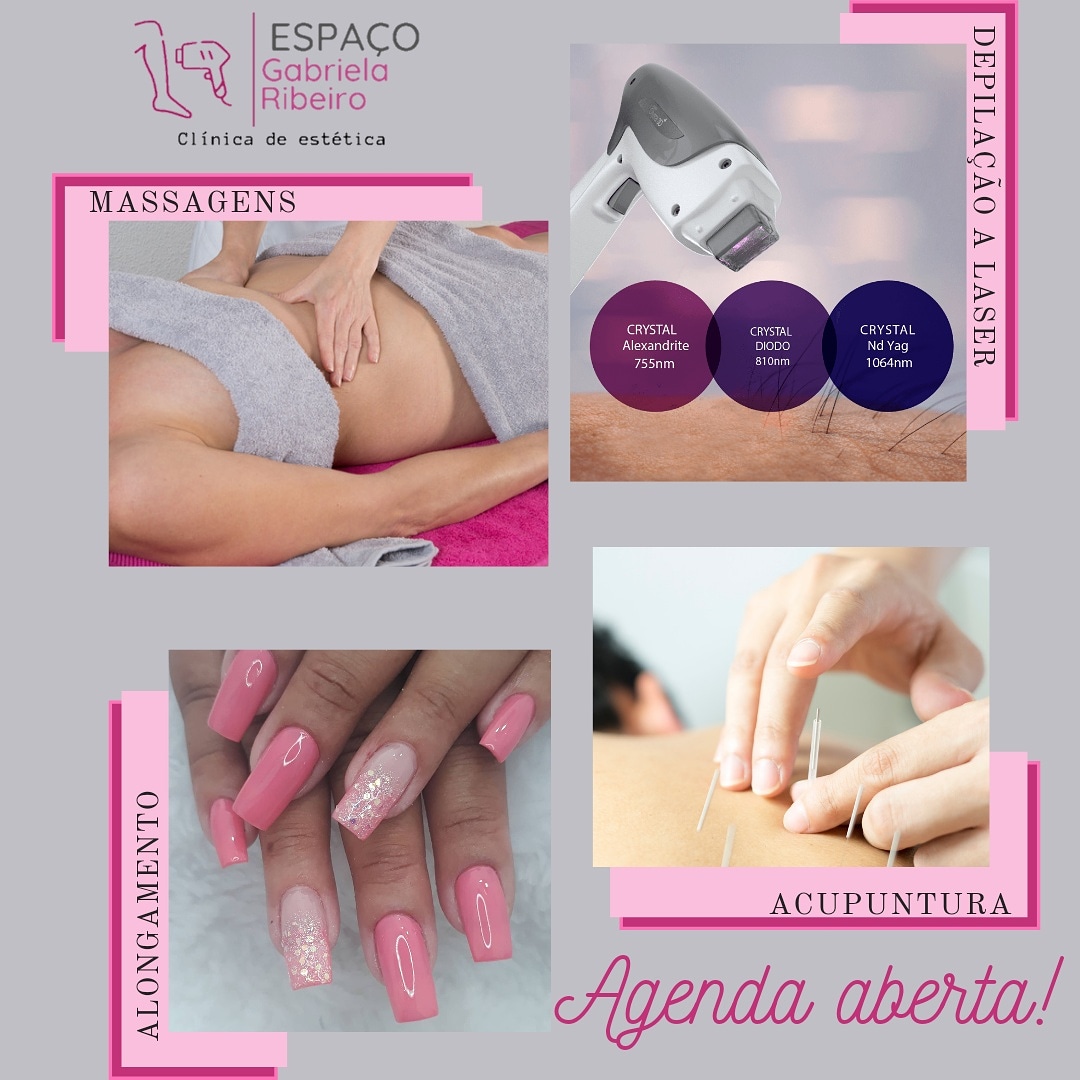 ESPAÇO
Gabriela
Ribeiro
Clínica de estética
MASSAGENS
DEPILAÇÃO A LASER
CRYSTAL
Alexandrite
755nm
CRYSTAL
DIODO
810nm
CRYSTAL
Nd Yag
1064nm
ALONGAMENTO
ACUPUNTURA
Agenda aberta!